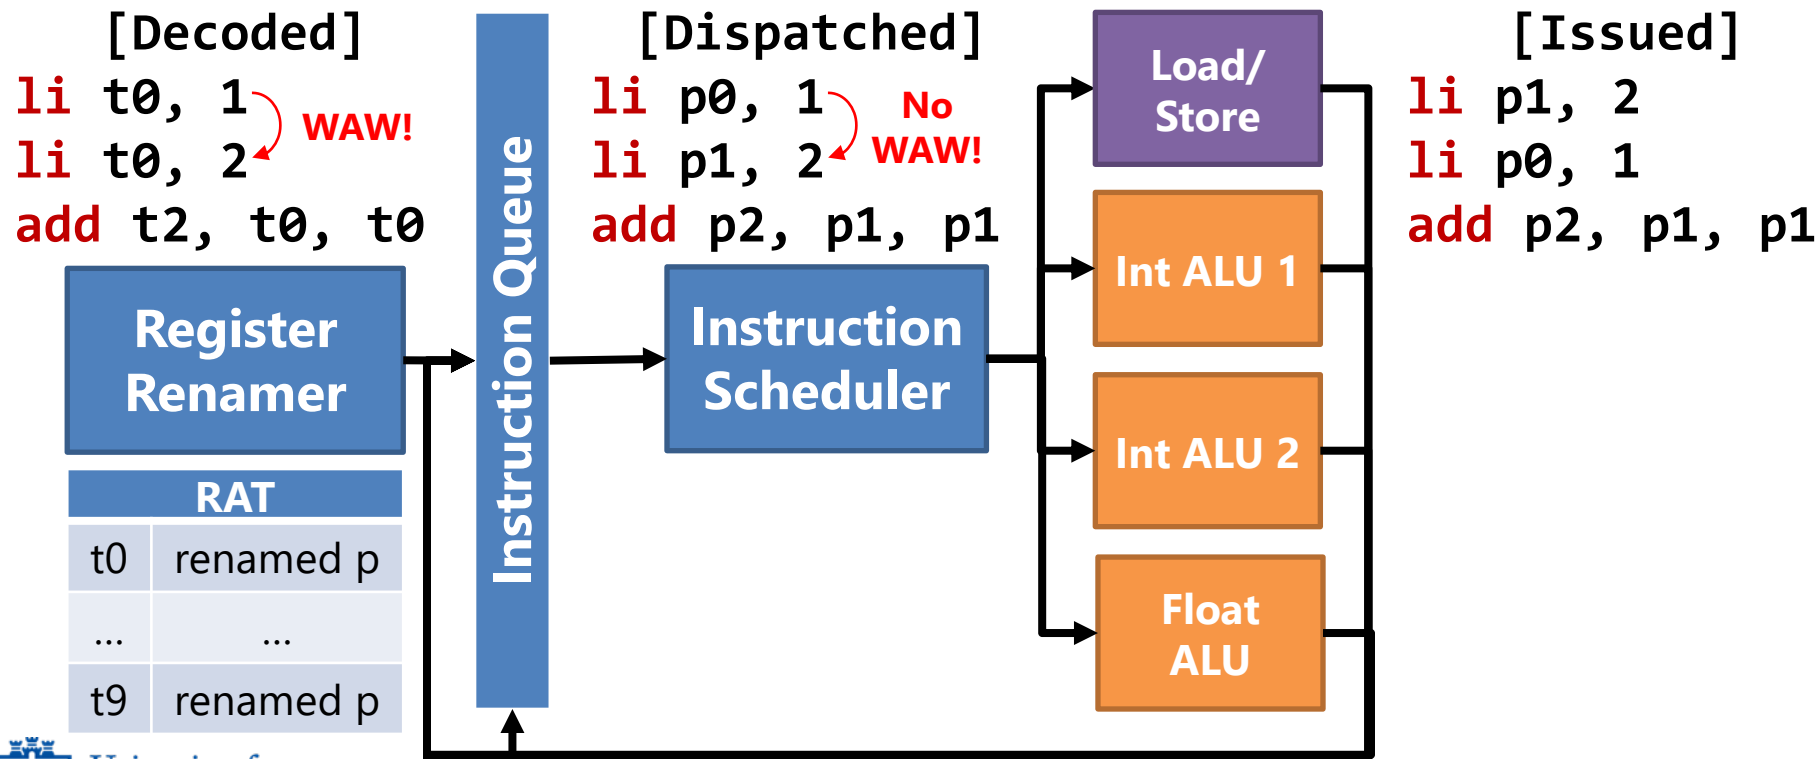 [Decoded]
li t0, 1
li t0, 2
add t2, t0, t0
WAW!
Register
Renamer
RAT
t0 renamed p
... ...
t9 renamed p
Instruction Queue
[Dispatched]
li p0, 1
li p1, 2
add p2, p1, p1
No
WAW!
Instruction
Scheduler
Load/
Store
Int ALU 1
Int ALU 2
Float
ALU
[Issued]
li p1, 2
li p0, 1
add p2, p1, p1